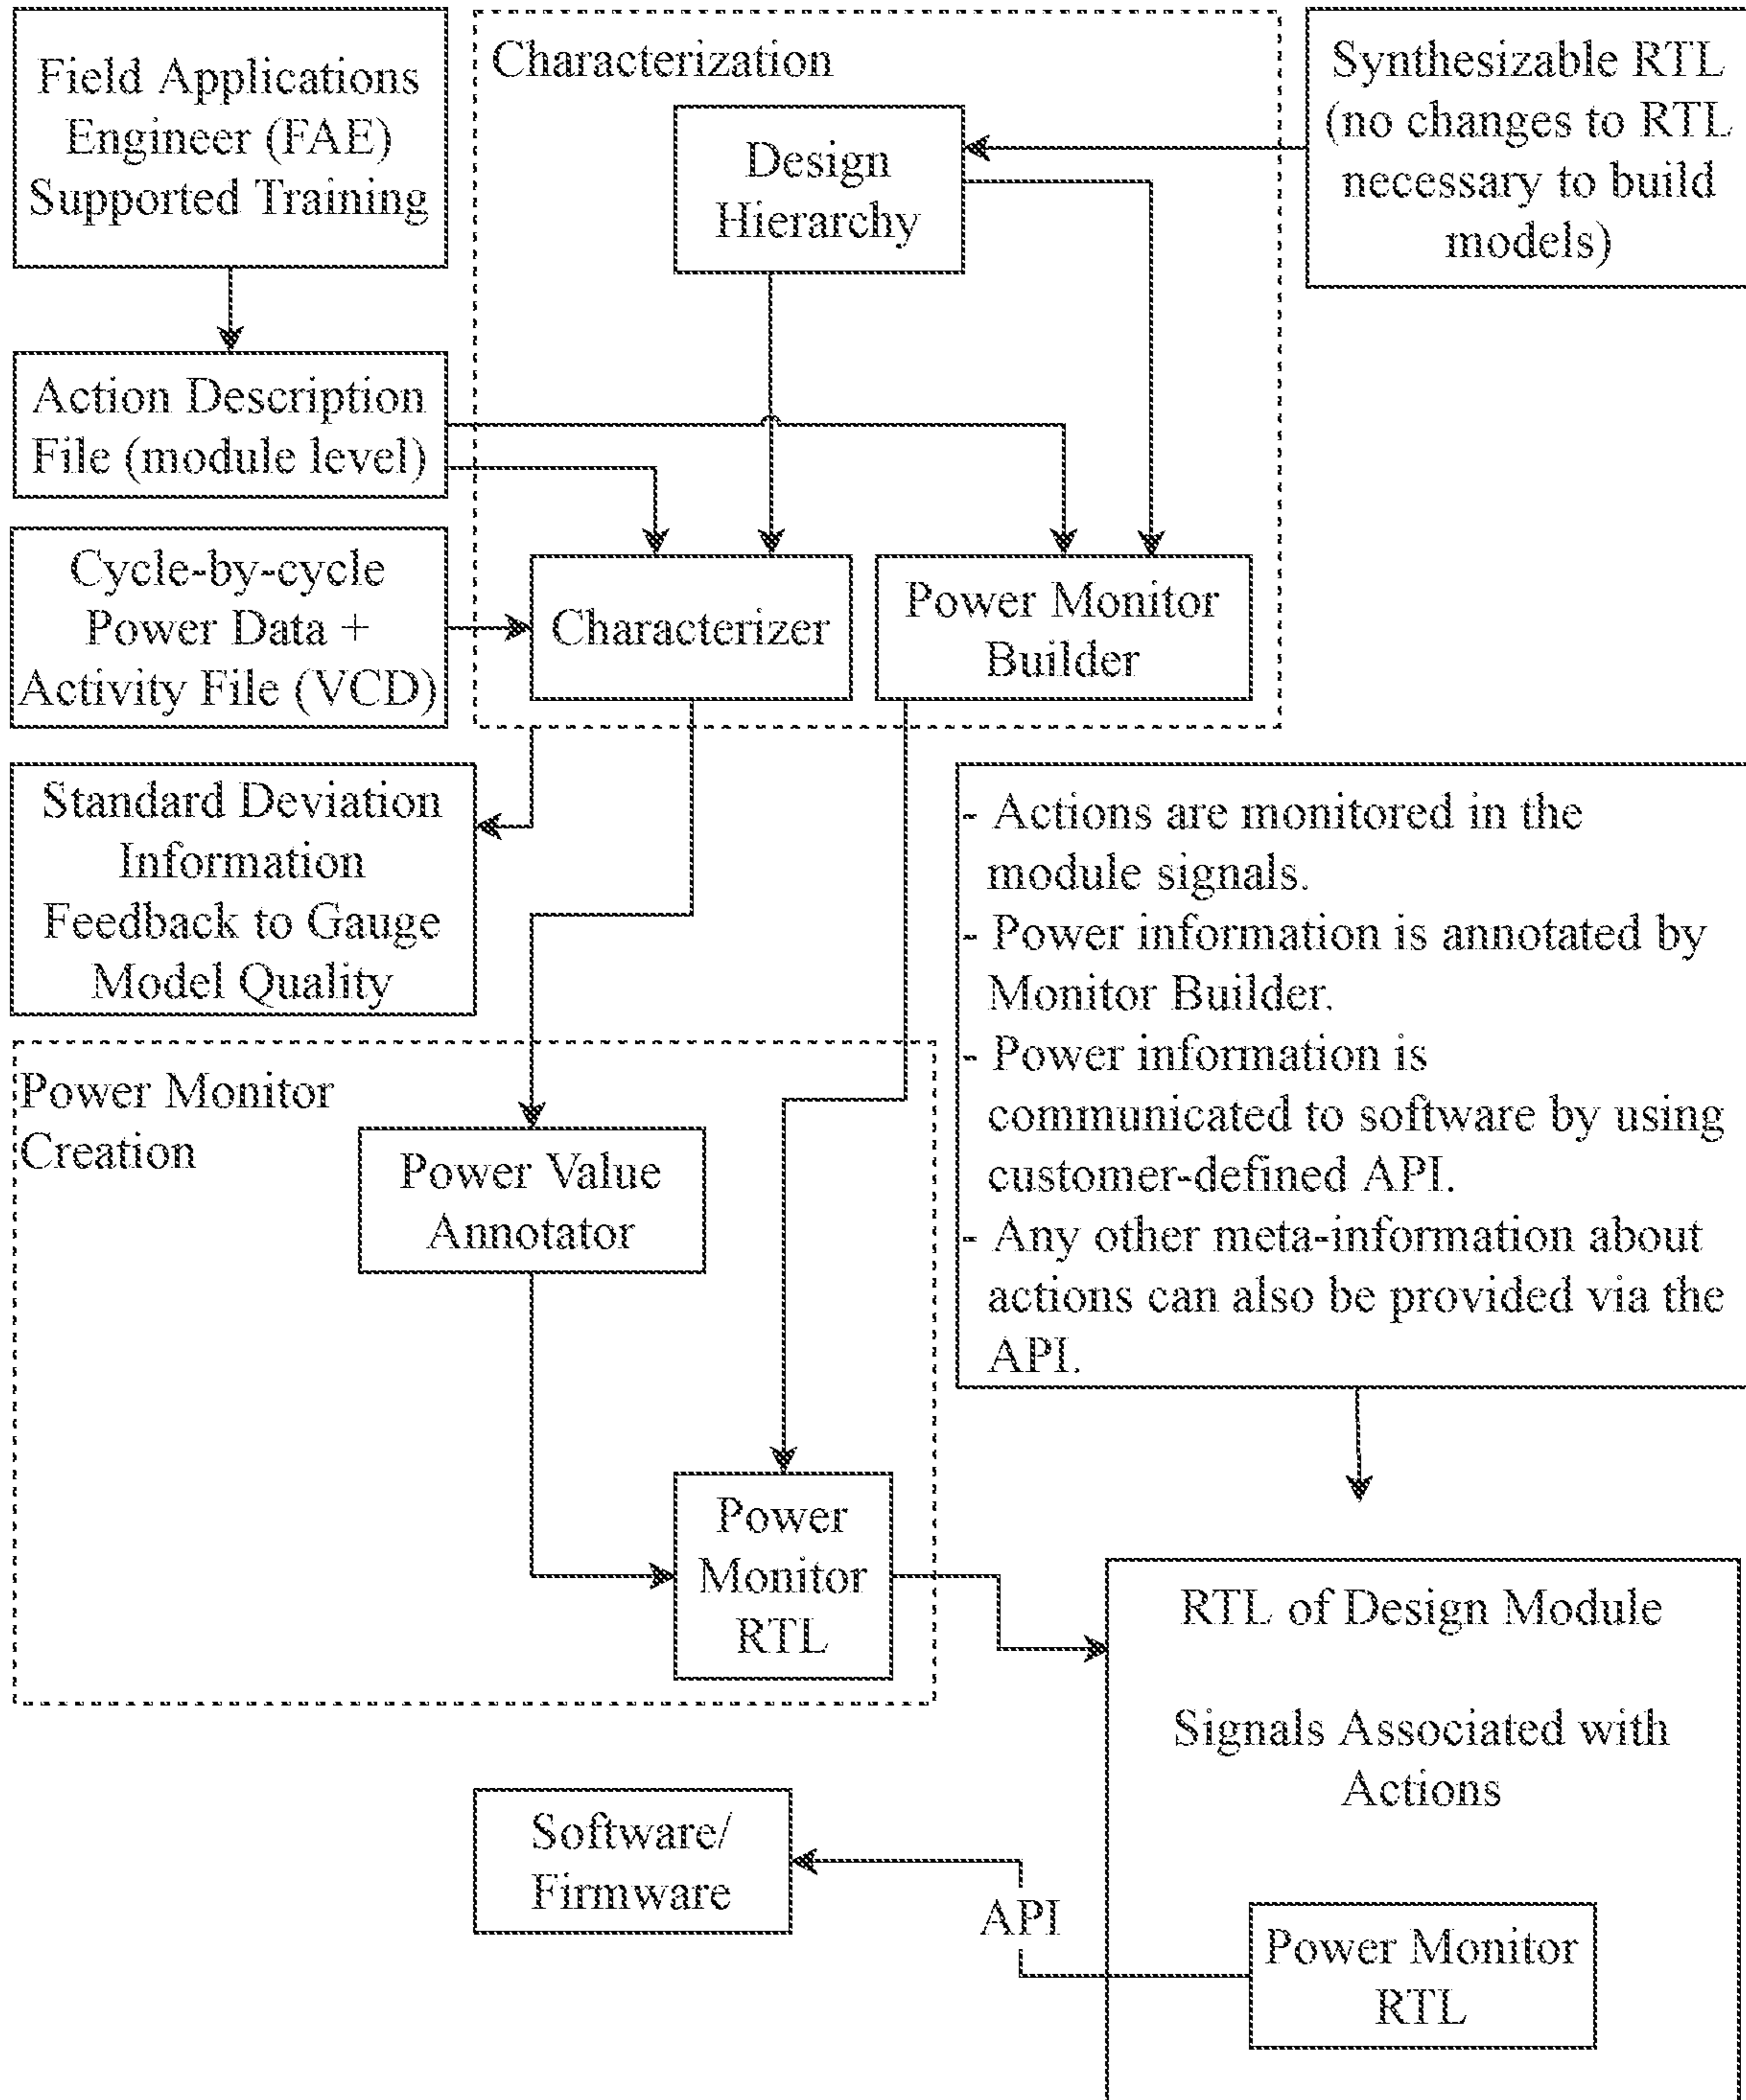 Field Applications
Engineer (FAE)
Supported Training
Characterization
Design
Hierarchy
Synthesizable RTL
(no changes to RTL
necessary to build
models)
Action Description
File (module level)
Cycle-by-cycle
Power Data +
Activity File (VCD)
Characterizer
Power Monitor
Builder
Standard Deviation
Information
Feedback to Gauge
Model Quality
- Actions are monitored in the
module signals.
- Power information is annotated by
Monitor Builder.
- Power information is
communicated to software by using
customer-defined API.
- Any other meta-information about
actions can also be provided via the
API.
Power Monitor
Creation
Power Value
Annotator
Power
Monitor
RTL
RTL of Design Module
Signals Associated with
Actions
Software/
Firmware
API
Power Monitor
RTL